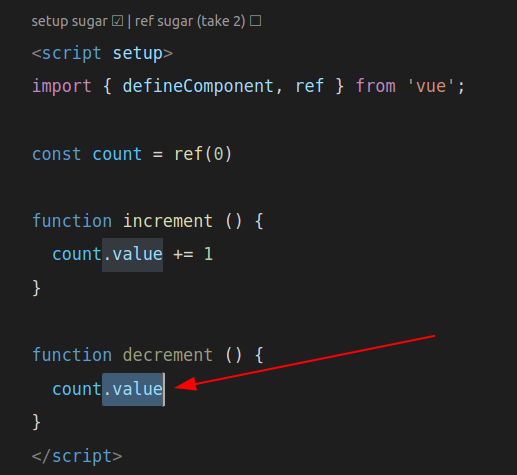 setup sugar ☑ | ref sugar (take 2) ☐
<script setup>
import { defineComponent, ref } from 'vue';
const count = ref(0)
function increment () {
  count.value += 1
}
function decrement () {
  count.value
}
</script>